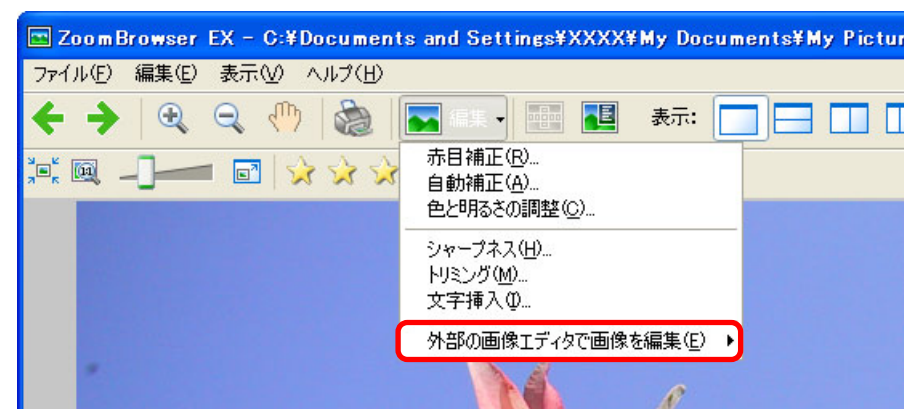 ZoomBrowser EX - C:¥Documents and Settings¥XXXX¥My Documents¥My Pictur
ファイル(F) 編集(E) 表示(V) ヘルプ(H)
編集 表示:
赤目補正(R)...
自動補正(A)...
色と明るさの調整(C)...
シャープネス(H)...
トリミング(M)...
文字挿入(I)...
外部の画像エディタで画像を編集(E)